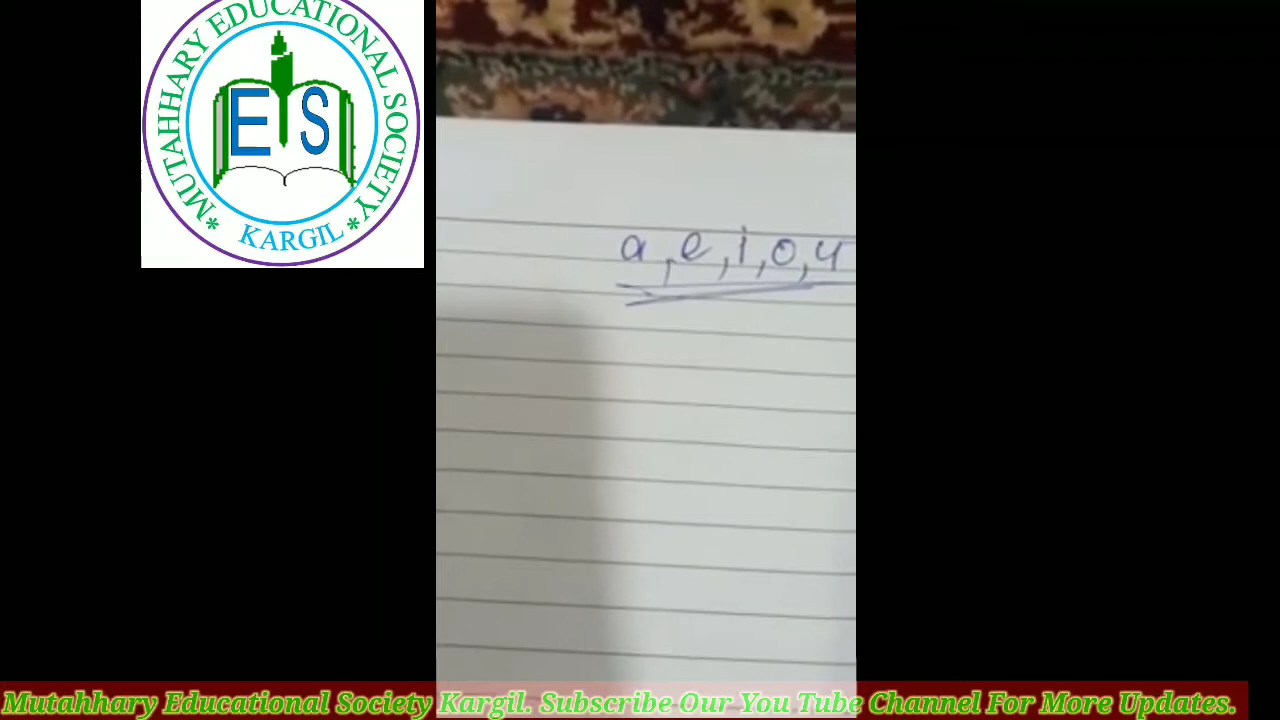 MUTAHHARY EDUCATIONAL SOCIETY
E S
* KARGIL *
a, e, i, o, u
Mutahhary Educational Society Kargil. Subscribe Our You Tube Channel For More Updates.